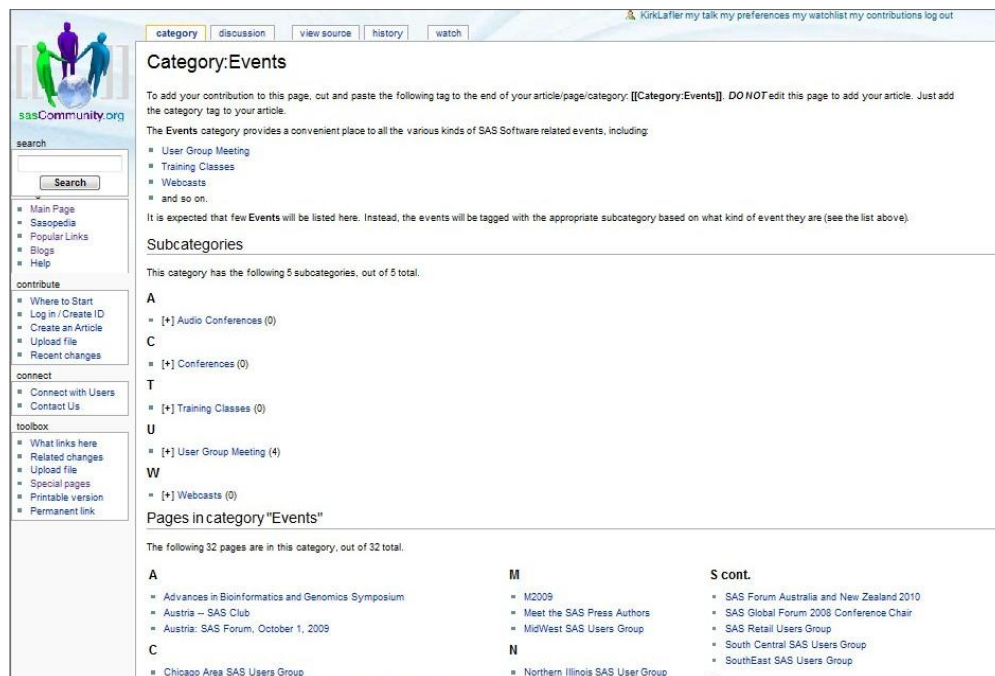 KirkLafler my talk my preferences my watchlist my contributions log out
category discussion view source history watch
sasCommunity.org
search
Search
Main Page
Sasopedia
Popular Links
Blogs
Help
contribute
Where to Start
Log in / Create ID
Create an Article
Upload file
Recent changes
connect
Connect with Users
Contact Us
toolbox
What links here
Related changes
Upload file
Special pages
Printable version
Permanent link
Category:Events
To add your contribution to this page, cut and paste the following tag to the end of your article/page/category: [[Category:Events]]. DO NOT edit this page to add your article. Just add
the category tag to your article.
The Events category provides a convenient place to all the various kinds of SAS Software related events, including:
User Group Meeting
Training Classes
Webcasts
and so on.
It is expected that few Events will be listed here. Instead, the events will be tagged with the appropriate subcategory based on what kind of event they are (see the list above).
Subcategories
This category has the following 5 subcategories, out of 5 total.
A
[+] Audio Conferences (0)
C
[+] Conferences (0)
T
[+] Training Classes (0)
U
[+] User Group Meeting (4)
W
[+] Webcasts (0)
Pages in category "Events"
The following 32 pages are in this category, out of 32 total.
A
Advances in Bioinformatics and Genomics Symposium
Austria -- SAS Club
Austria: SAS Forum, October 1, 2009
C
Chicago Area SAS Users Group
M
M2009
Meet the SAS Press Authors
MidWest SAS Users Group
N
Northern Illinois SAS User Group
S cont.
SAS Forum Australia and New Zealand 2010
SAS Global Forum 2008 Conference Chair
SAS Retail Users Group
South Central SAS Users Group
SouthEast SAS Users Group